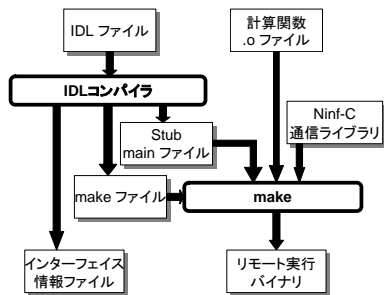 IDL ファイル
計算関数
.o ファイル
IDLコンパイラ
Stub
main ファイル
Ninf-C
通信ライブラリ
make ファイル
make
インターフェイス
情報ファイル
リモート実行
バイナリ